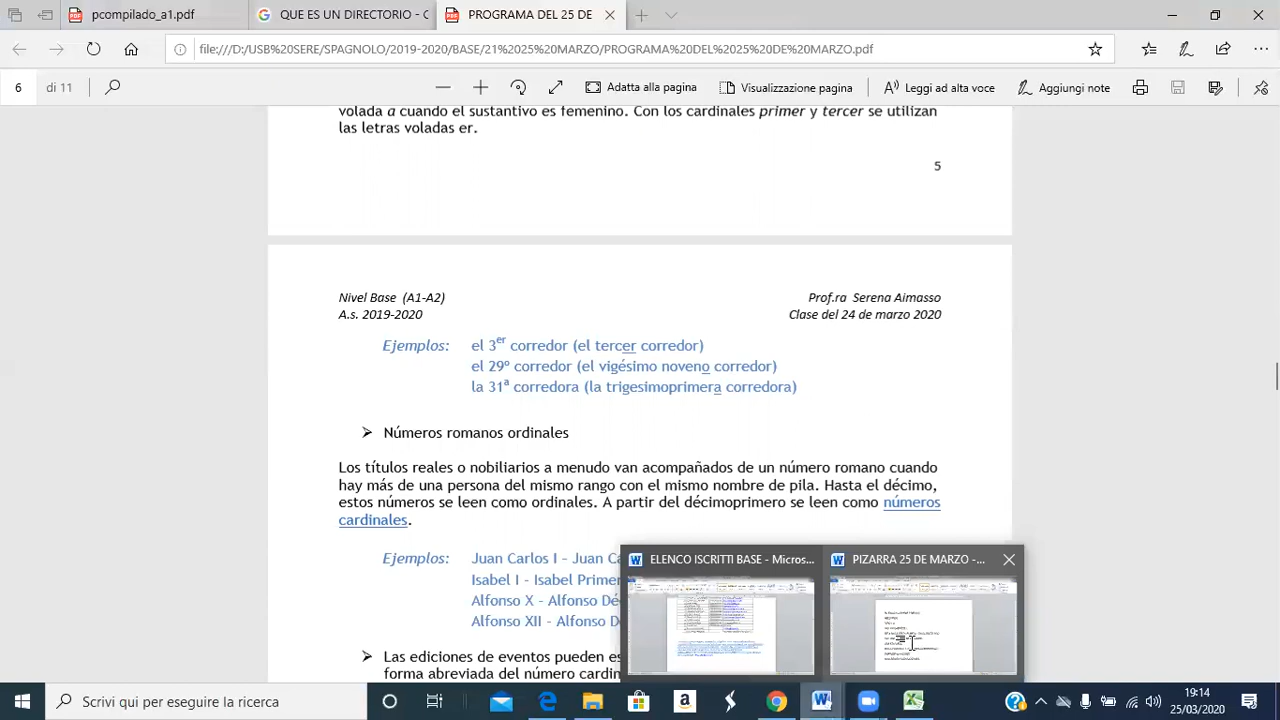 pcompilado_a1.pdf
QUE ES UN DIRECTORIO - C
PROGRAMA DEL 25 DE
file:///D:/USB%20SERE/SPAGNOLO/2019-2020/BASE/21%2025%20MARZO/PROGRAMA%20DEL%2025%20DE%20MARZO.pdf
6 di 11
Adatta alla pagina
Visualizzazione pagina
Leggi ad alta voce
Aggiungi note
volada a cuando el sustantivo es femenino. Con los cardinales primer y tercer se utilizan
las letras voladas er.
5
Nivel Base (A1-A2) Prof.ra Serena Aimasso
A.s. 2019-2020 Clase del 24 de marzo 2020
Ejemplos: el 3er corredor (el tercer corredor)
el 29º corredor (el vigésimo noveno corredor)
la 31ª corredora (la trigesimoprimera corredora)
➢ Números romanos ordinales
Los títulos reales o nobiliarios a menudo van acompañados de un número romano cuando
hay más de una persona del mismo rango con el mismo nombre de pila. Hasta el décimo,
estos números se leen como ordinales. A partir del décimoprimero se leen como números
cardinales.
Ejemplos: Juan Carlos I – Juan Ca
Isabel I - Isabel Primer
Alfonso X – Alfonso Dé
Alfonso XII - Alfonso D
➢ Las ediciones de eventos pueden es
forma abreviada del número cardin
ELENCO ISCRITTI BASE - Micros...
PIZARRA 25 DE MARZO -...
Scrivi qui per eseguire la ricerca
19:14
25/03/2020